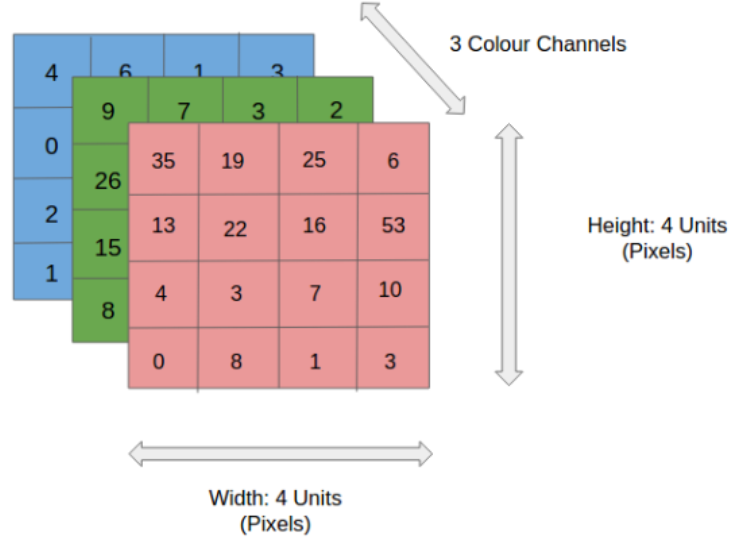 3 Colour Channels
4 6 1 3
9 7 3 2
0
35 19 25 6
26
2
13 22 16 53
15
1
4 3 7 10
8
0 8 1 3
Height: 4 Units
(Pixels)
Width: 4 Units
(Pixels)